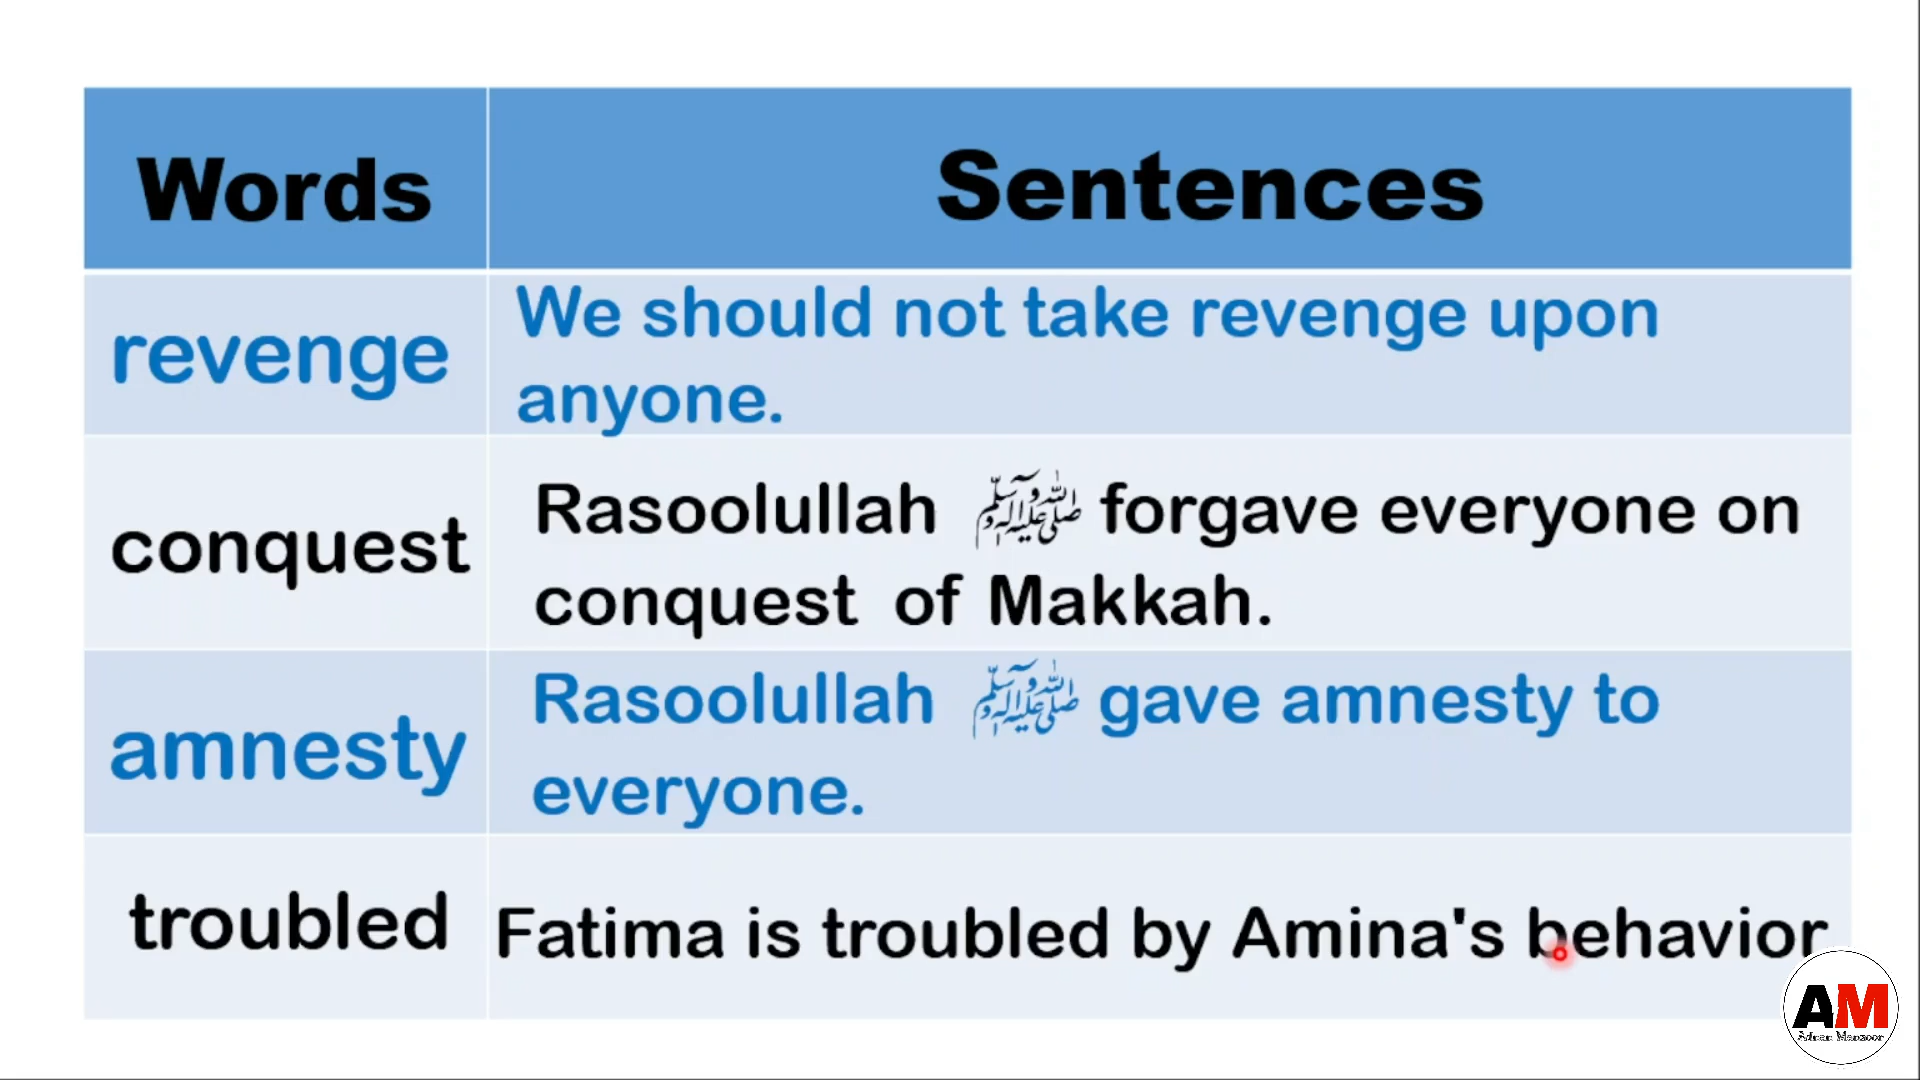 Words
Sentences
revenge
We should not take revenge upon
anyone.
conquest
Rasoolullah ﷺ forgave everyone on
conquest of Makkah.
amnesty
Rasoolullah ﷺ gave amnesty to
everyone.
troubled
Fatima is troubled by Amina's behavior
AM
Adnan Manzoor